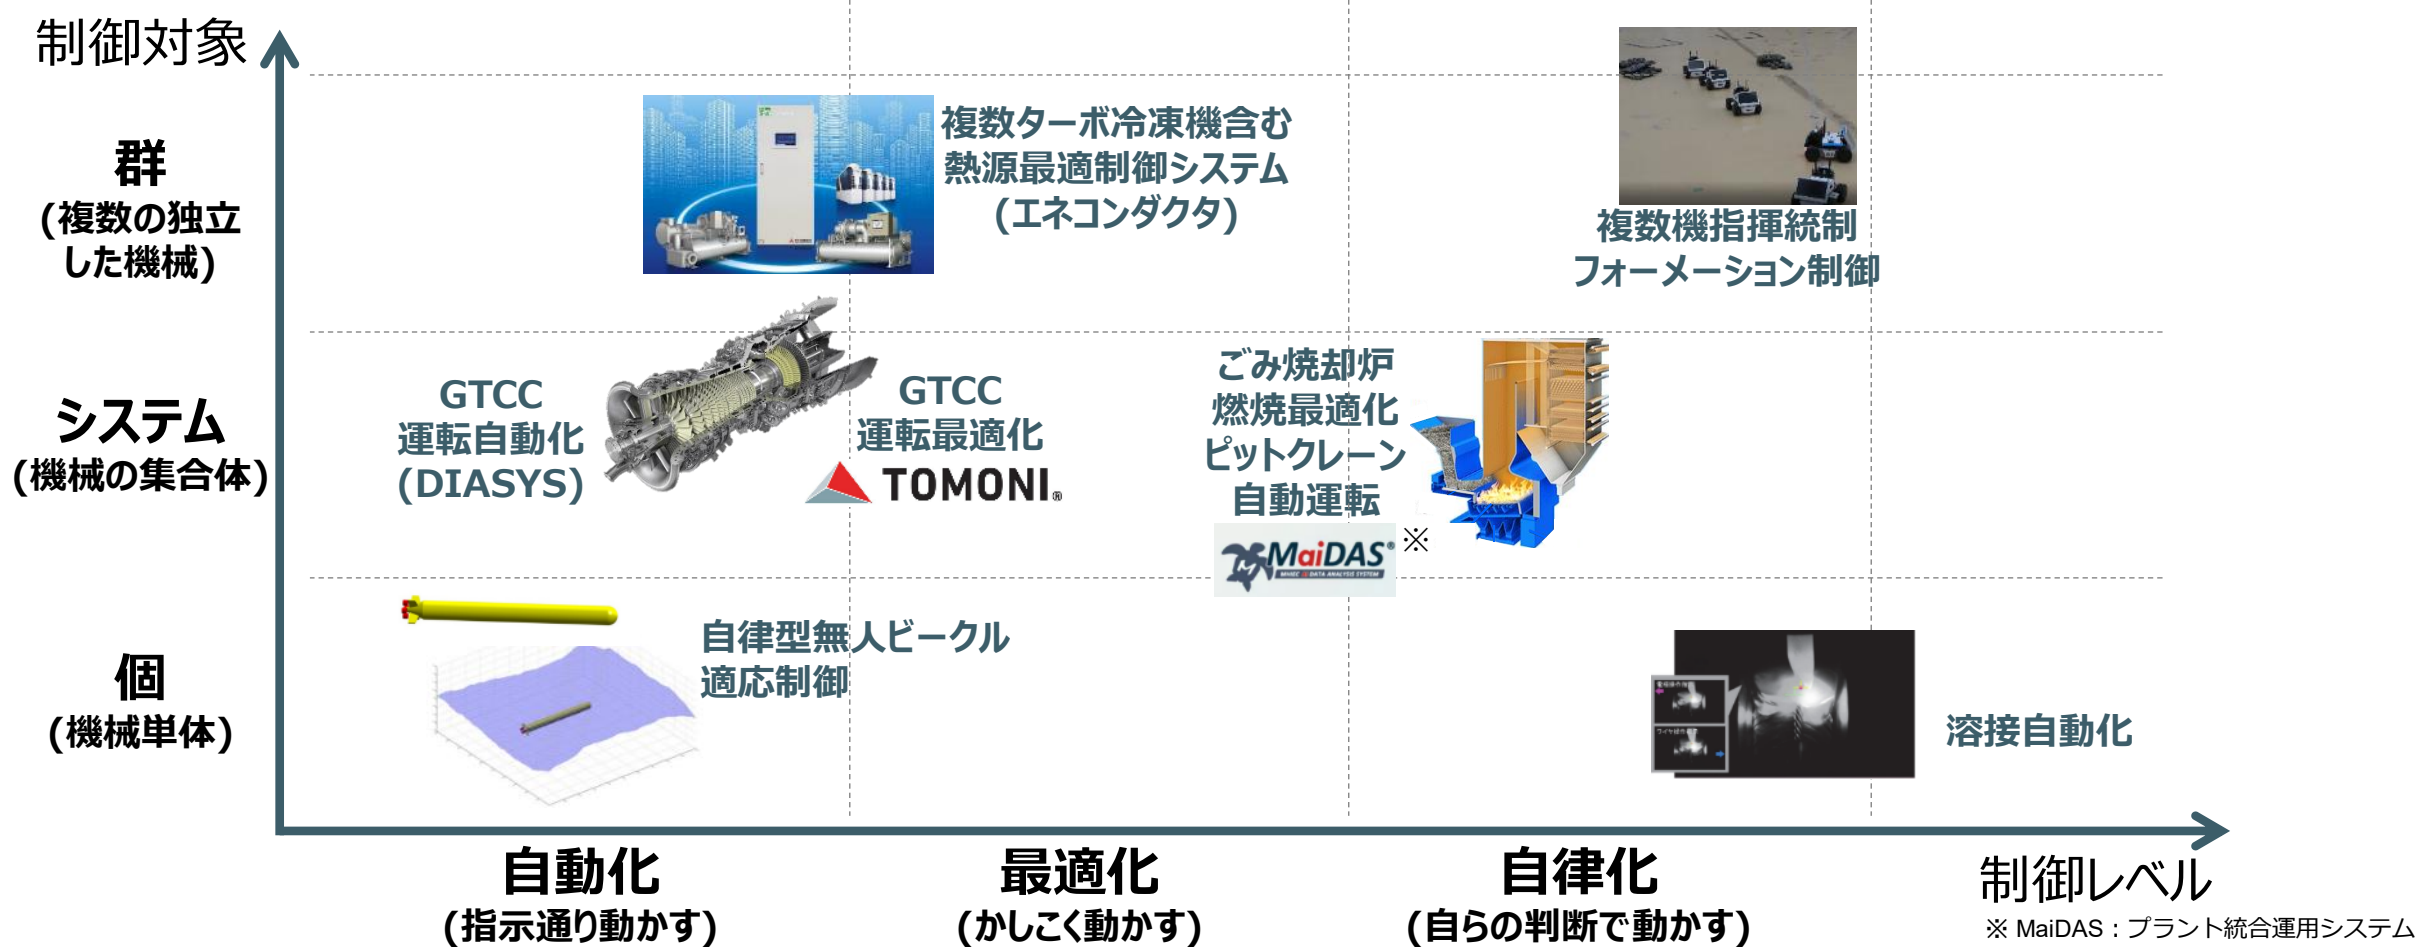 制御対象
群
(複数の独立
した機械)
複数ターボ冷凍機含む
熱源最適制御システム
(エネコンダクタ)
複数機指揮統制
フォーメーション制御
システム
(機械の集合体)
GTCC
運転自動化
(DIASYS)
GTCC
運転最適化
TOMONI®
ごみ焼却炉
燃焼最適化
ピットクレーン
自動運転
MaiDAS® ※
個
(機械単体)
自律型無人ビークル
適応制御
溶接自動化
自動化
(指示通り動かす)
最適化
(かしこく動かす)
自律化
(自らの判断で動かす)
制御レベル
※ MaiDAS：プラント統合運用システム